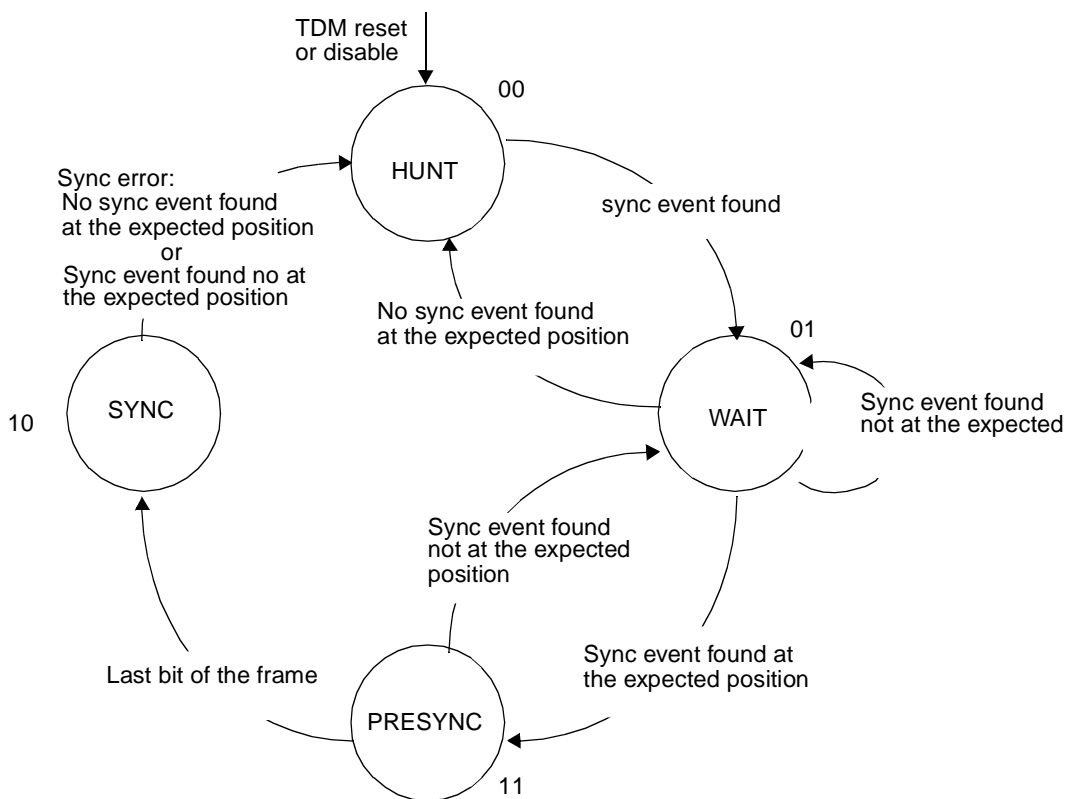 TDM reset
or disable
00
HUNT
Sync error:
No sync event found
at the expected position
or
Sync event found no at
the expected position
sync event found
No sync event found
at the expected position
01
WAIT
Sync event found
not at the expected
10
SYNC
Sync event found
not at the expected
position
Sync event found at
the expected position
Last bit of the frame
PRESYNC
11